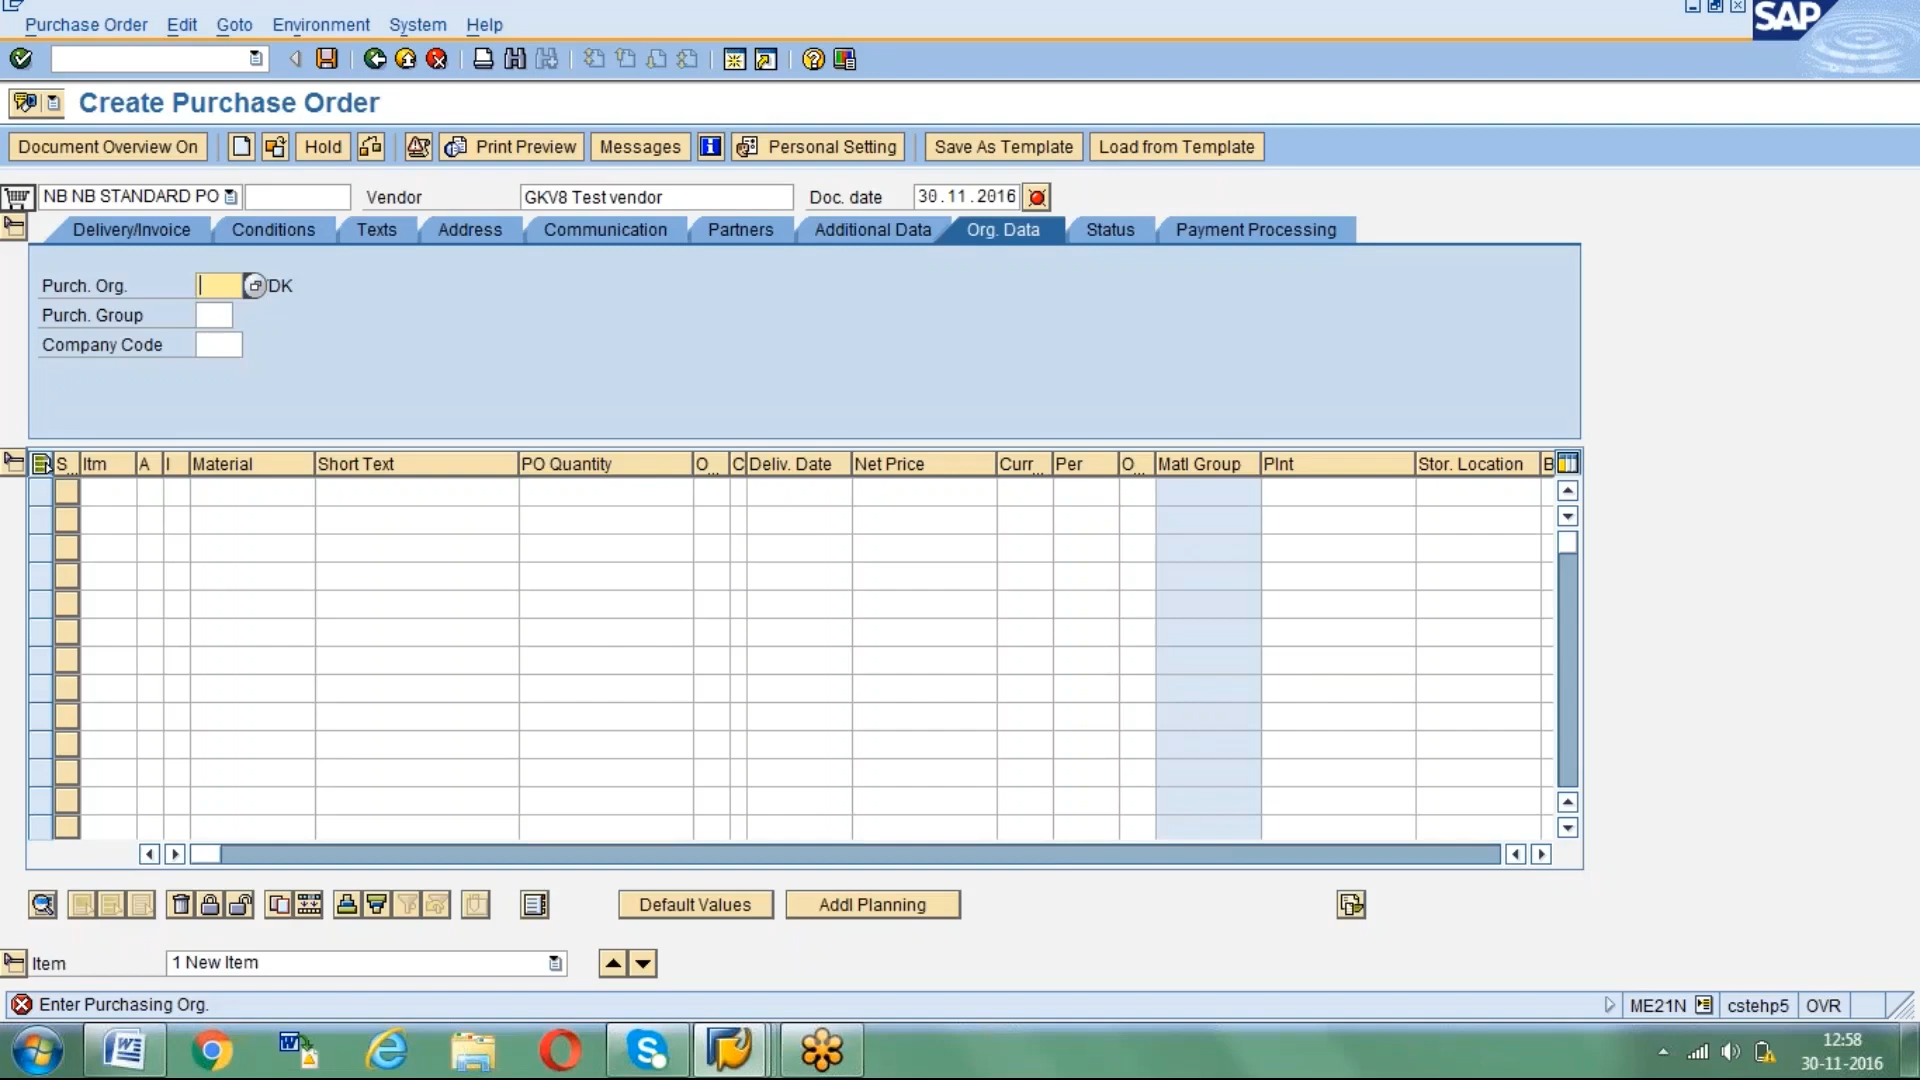 Purchase Order Edit Goto Environment System Help
SAP
Create Purchase Order
Document Overview On Hold Print Preview Messages Personal Setting Save As Template Load from Template
NB NB STANDARD PO Vendor GKV8 Test vendor Doc. date 30.11.2016
Delivery/Invoice Conditions Texts Address Communication Partners Additional Data Org. Data Status Payment Processing
Purch. Org. DK
Purch. Group
Company Code
S... Itm A I Material Short Text PO Quantity O... C Deliv. Date Net Price Curr... Per O... Matl Group Plnt Stor. Location B
Default Values Addl Planning
Item 1 New Item
Enter Purchasing Org. ME21N cstehp5 OVR
12:58
30-11-2016